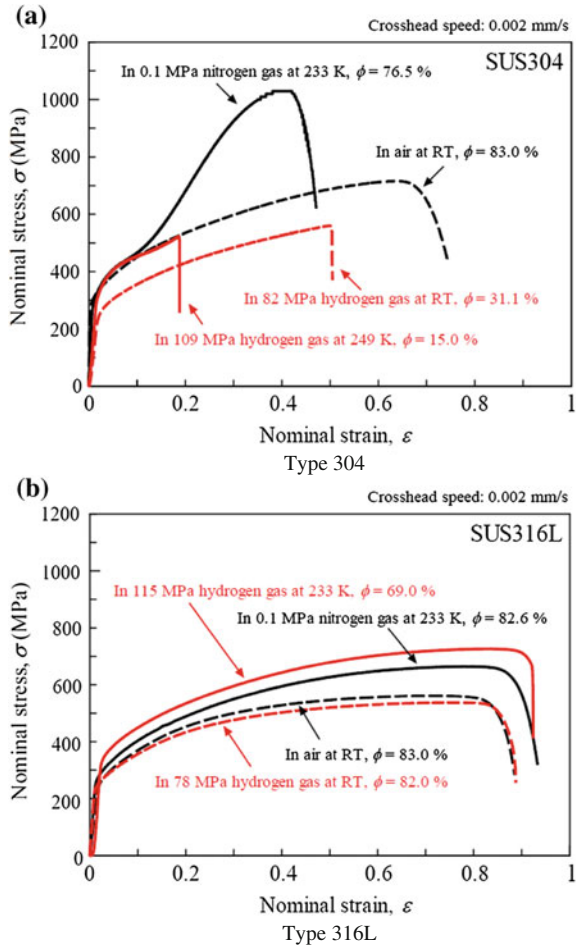 (a)
Crosshead speed: 0.002 mm/s
1200
SUS304
In 0.1 MPa nitrogen gas at 233 K, ϕ = 76.5 %
1000
In air at RT, ϕ = 83.0 %
800
600
400
In 82 MPa hydrogen gas at RT, ϕ = 31.1 %
200
In 109 MPa hydrogen gas at 249 K, ϕ = 15.0 %
0
Nominal stress, σ (MPa)
0 0.2 0.4 0.6 0.8 1
Nominal strain, ε
Type 304
(b)
Crosshead speed: 0.002 mm/s
1200
SUS316L
1000
In 115 MPa hydrogen gas at 233 K, ϕ = 69.0 %
In 0.1 MPa nitrogen gas at 233 K, ϕ = 82.6 %
800
600
400
In air at RT, ϕ = 83.0 %
In 78 MPa hydrogen gas at RT, ϕ = 82.0 %
200
0
Nominal stress, σ (MPa)
0 0.2 0.4 0.6 0.8 1
Nominal strain, ε
Type 316L